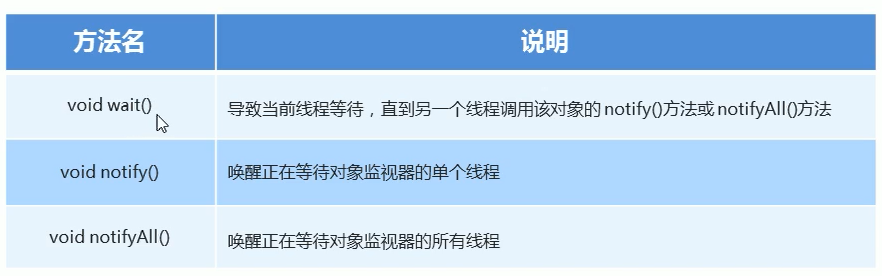 方法名 说明
void wait() 导致当前线程等待，直到另一个线程调用该对象的 notify()方法或 notifyAll()方法
void notify() 唤醒正在等待对象监视器的单个线程
void notifyAll() 唤醒正在等待对象监视器的所有线程